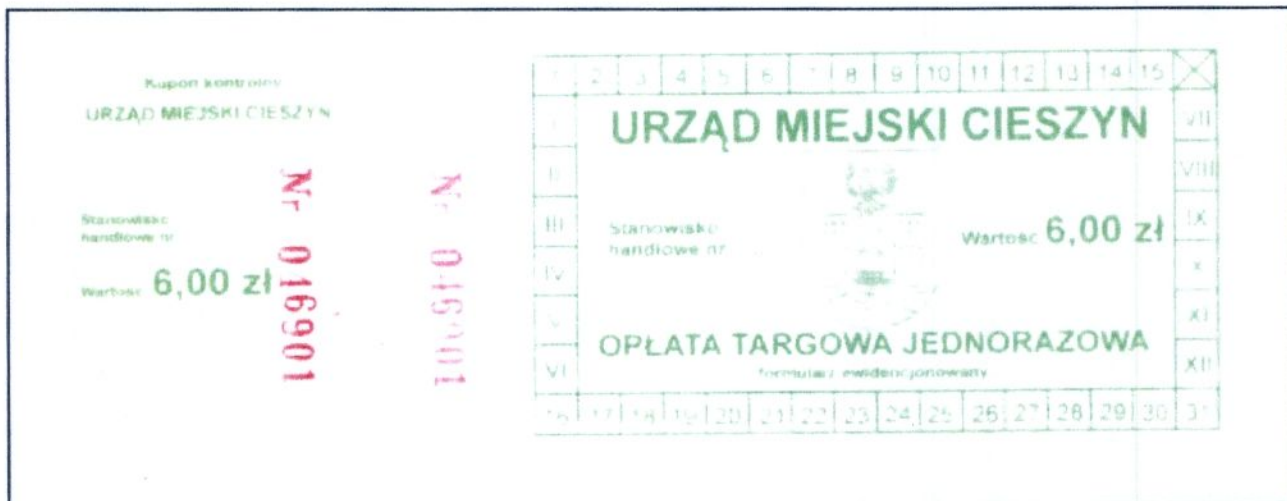 Kupon kontrolny
URZĄD MIEJSKI CIESZYN
Stanowisko
handlowe nr
Wartość 6,00 zł
Nr 016901
Nr 016901
1 2 3 4 5 6 7 8 9 10 11 12 13 14 15
I
II
III
IV
V
VI
URZĄD MIEJSKI CIESZYN
Stanowisko
handlowe nr
Wartość 6,00 zł
OPŁATA TARGOWA JEDNORAZOWA
formularz ewidencjonowany
VII
VIII
IX
x
XI
XII
16 17 18 19 20 21 22 23 24 25 26 27 28 29 30 31